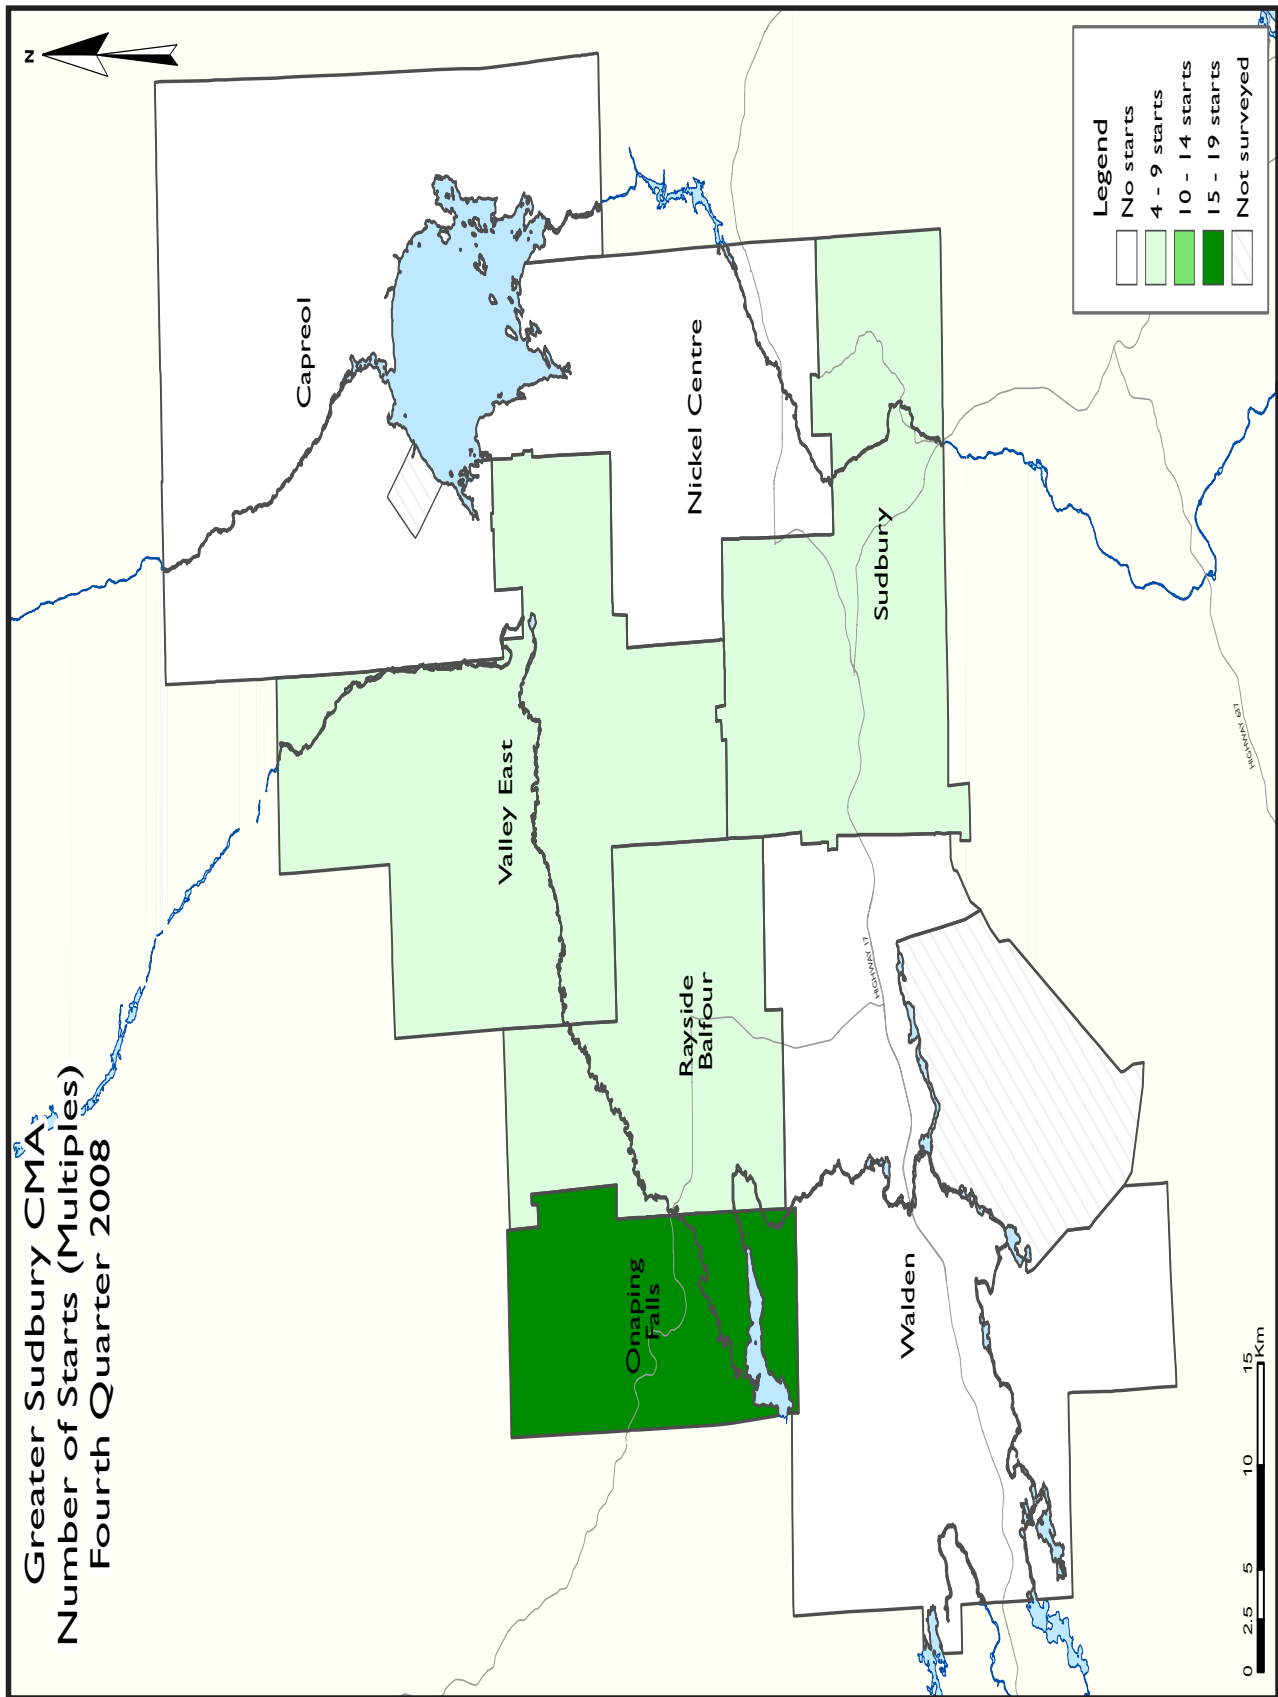 Greater Sudbury CMA
Number of Starts (Multiples)
Fourth Quarter 2008
N
Capreol
Valley East
Onaping
Falls
Rayside
Balfour
Nickel Centre
Sudbury
Walden
HIGHWAY 17
HIGHWAY 637
Legend
No starts
4 - 9 starts
10 - 14 starts
15 - 19 starts
Not surveyed
0 2.5 5 10 15
Km